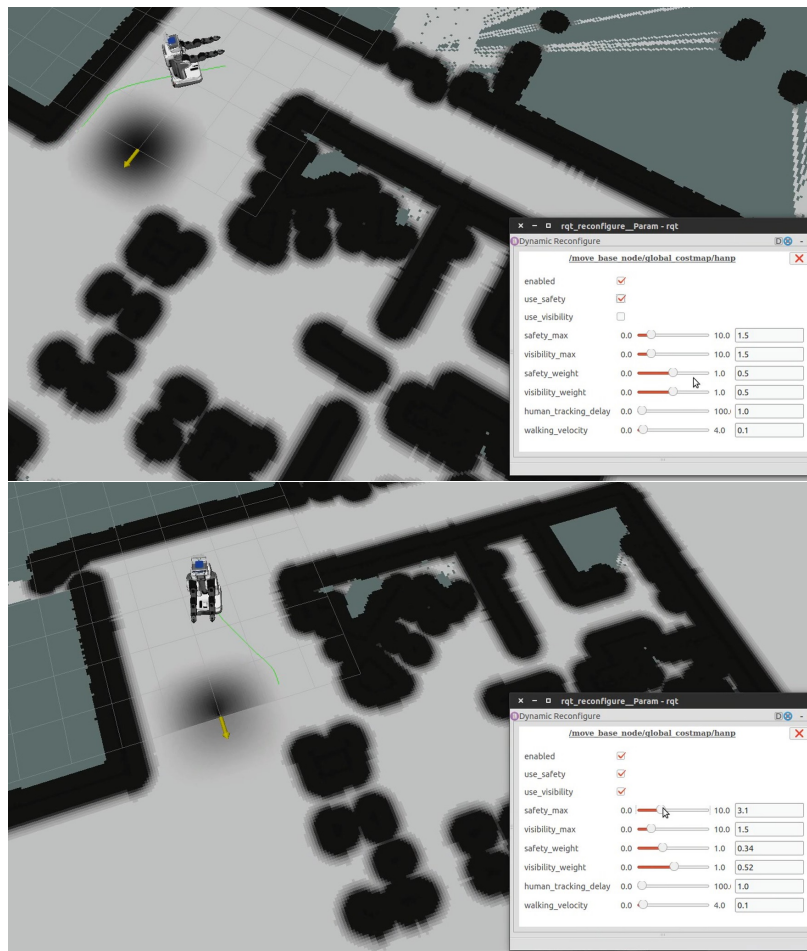 rqt_reconfigure__Param - rqt
Dynamic Reconfigure D -
/move_base_node/global_costmap/hanp
enabled
use_safety
use_visibility
safety_max 0.0 10.0 1.5
visibility_max 0.0 10.0 1.5
safety_weight 0.0 1.0 0.5
visibility_weight 0.0 1.0 0.5
human_tracking_delay 0.0 100. 1.0
walking_velocity 0.0 4.0 0.1
rqt_reconfigure__Param - rqt
Dynamic Reconfigure D -
/move_base_node/global_costmap/hanp
enabled
use_safety
use_visibility
safety_max 0.0 10.0 3.1
visibility_max 0.0 10.0 1.5
safety_weight 0.0 1.0 0.34
visibility_weight 0.0 1.0 0.52
human_tracking_delay 0.0 100. 1.0
walking_velocity 0.0 4.0 0.1